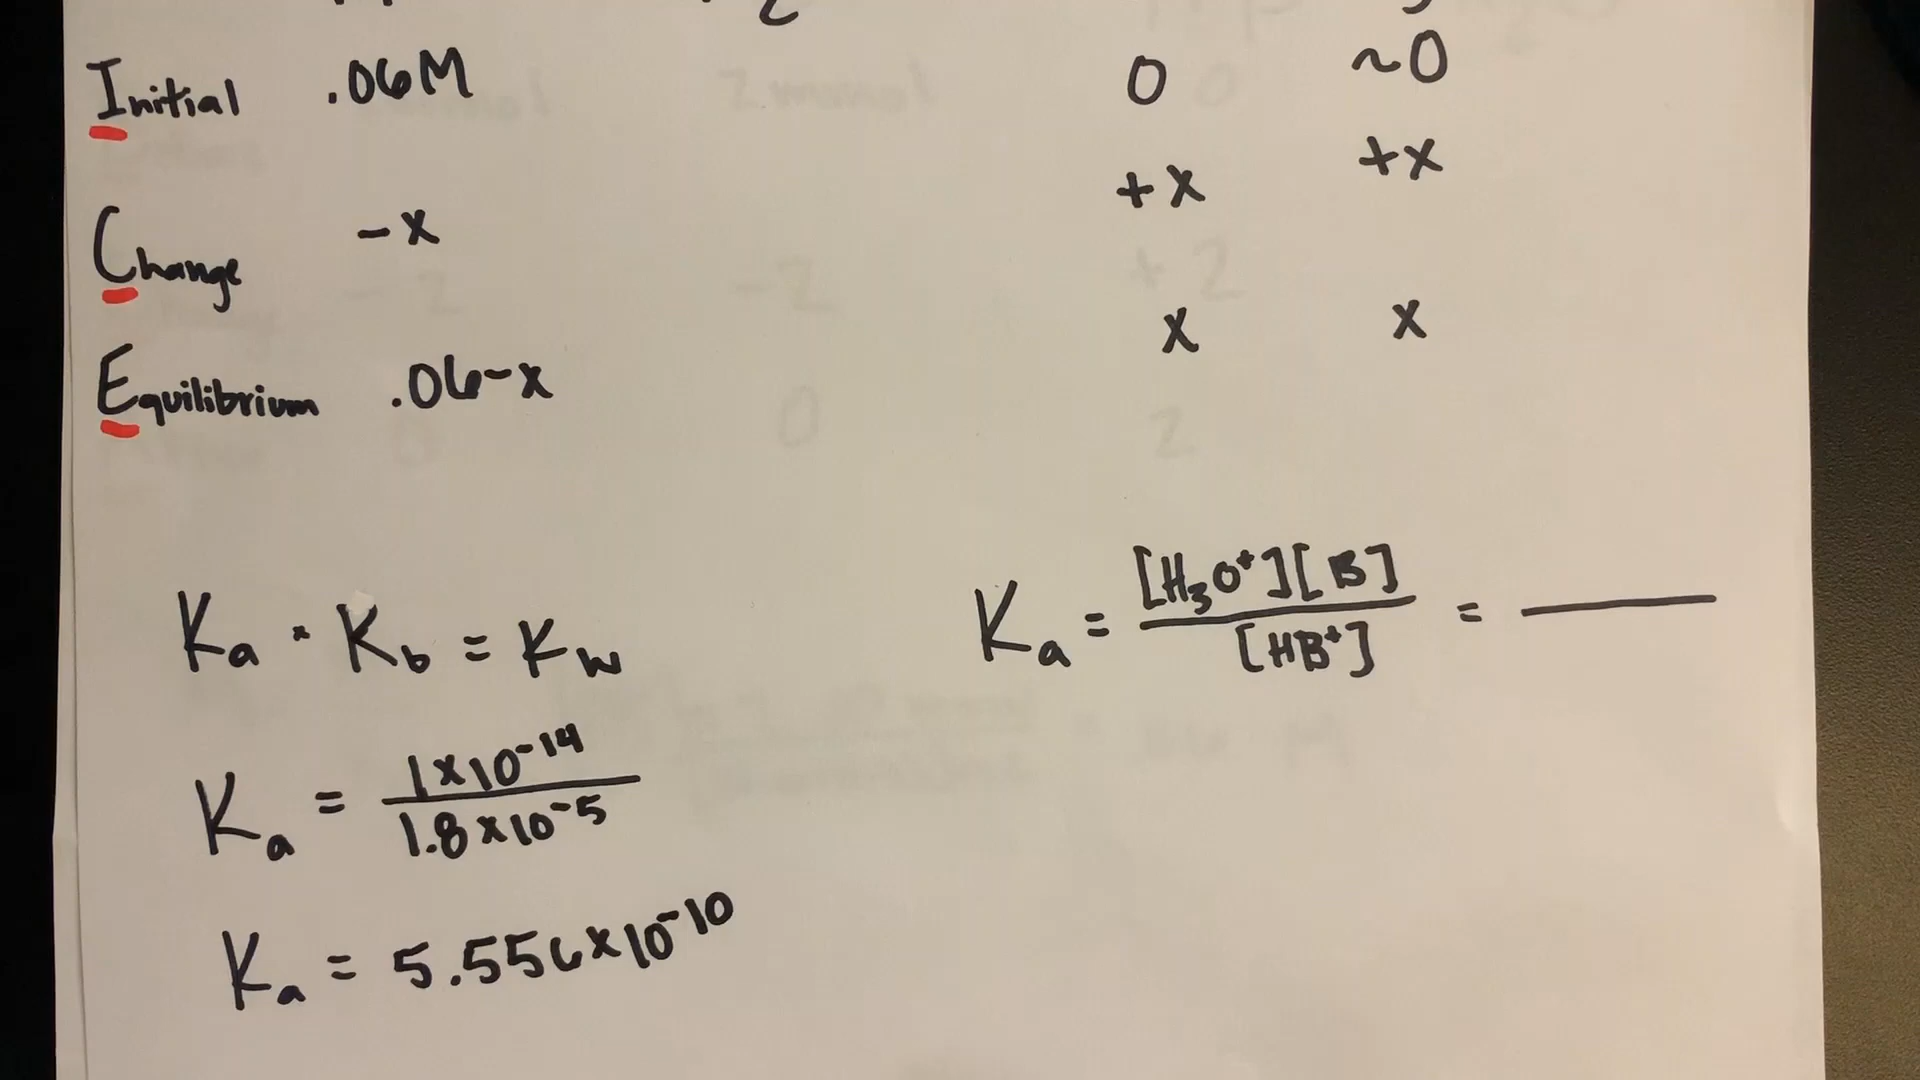 Initial .06M 0 ~0
Change -x +x +x
Equilibrium .06-x x x
Ka · Kb = Kw
Ka = [H3O+][B] / [HB+] = 
Ka = 1x10^-14 / 1.8x10^-5
Ka = 5.556x10^-10